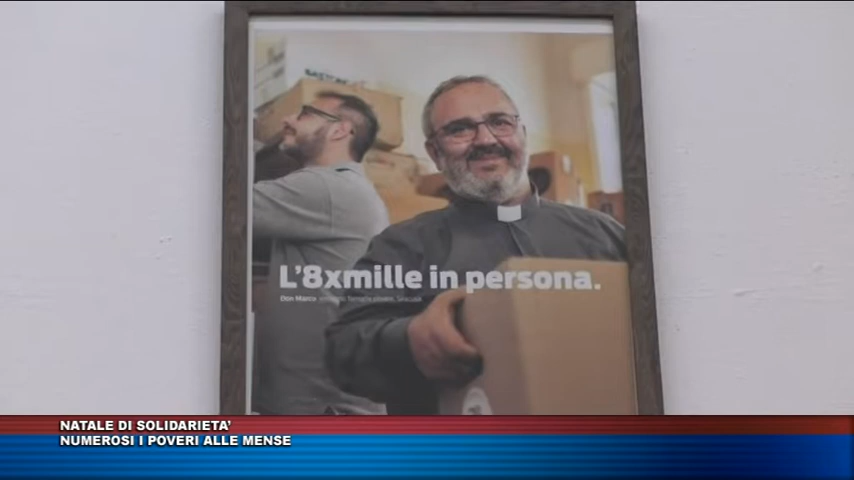 L'8xmille in persona.
Don Marco
NATALE DI SOLIDARIETA'
NUMEROSI I POVERI ALLE MENSE